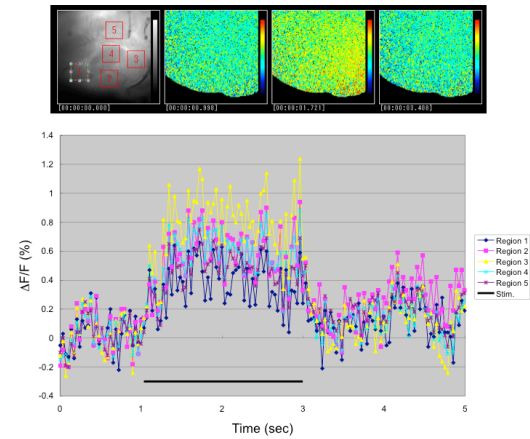 5
4
3
2
[00:00:00.000]
[00:00:00.998]
[00:00:01.721]
[00:00:03.408]
1.4
1.2
1
0.8
0.6
0.4
0.2
0
-0.2
-0.4
ΔF/F (%)
0 1 2 3 4 5
Time (sec)
Region 1
Region 2
Region 3
Region 4
Region 5
Stim.